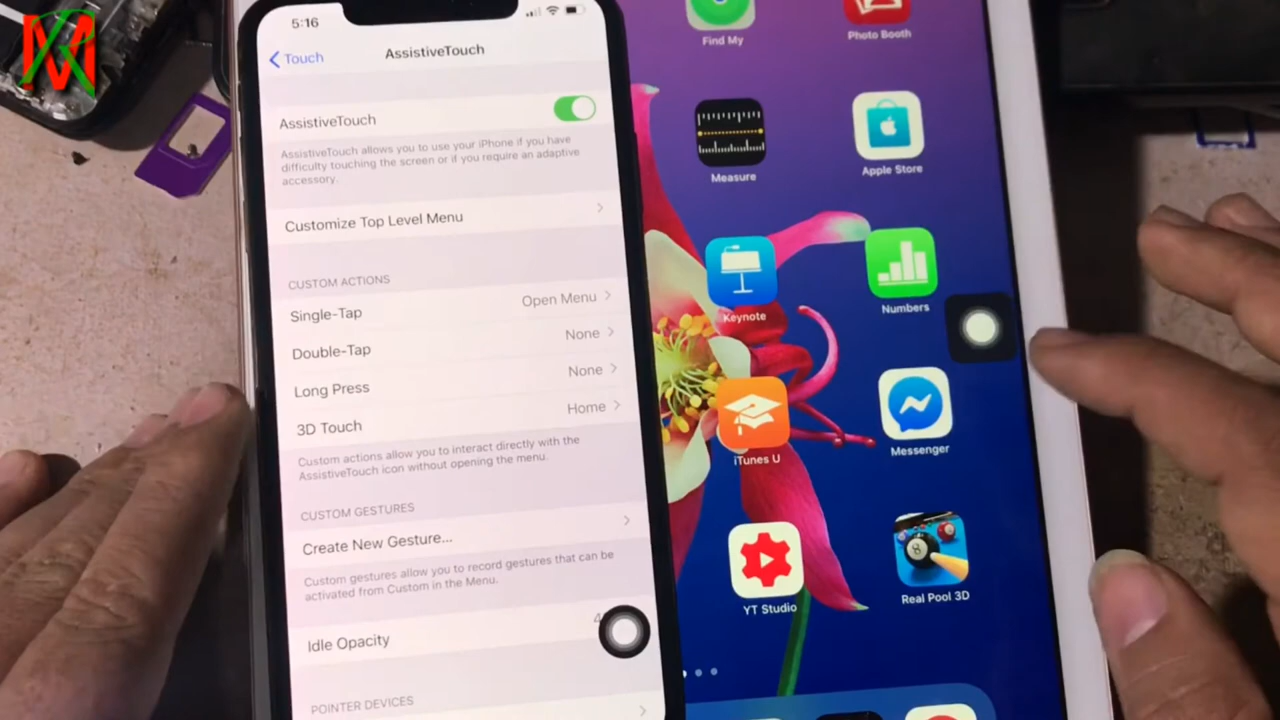 5:16
Touch
AssistiveTouch
AssistiveTouch
AssistiveTouch allows you to use your iPhone if you have
difficulty touching the screen or if you require an adaptive
accessory.
Customize Top Level Menu
CUSTOM ACTIONS
Single-Tap Open Menu
Double-Tap None
Long Press None
3D Touch Home
Custom actions allow you to interact directly with the
AssistiveTouch icon without opening the menu.
CUSTOM GESTURES
Create New Gesture...
Custom gestures allow you to record gestures that can be
activated from Custom in the Menu.
Idle Opacity
POINTER DEVICES
Find My
Photo Booth
Measure
Apple Store
Keynote
Numbers
iTunes U
Messenger
YT Studio
8
Real Pool 3D